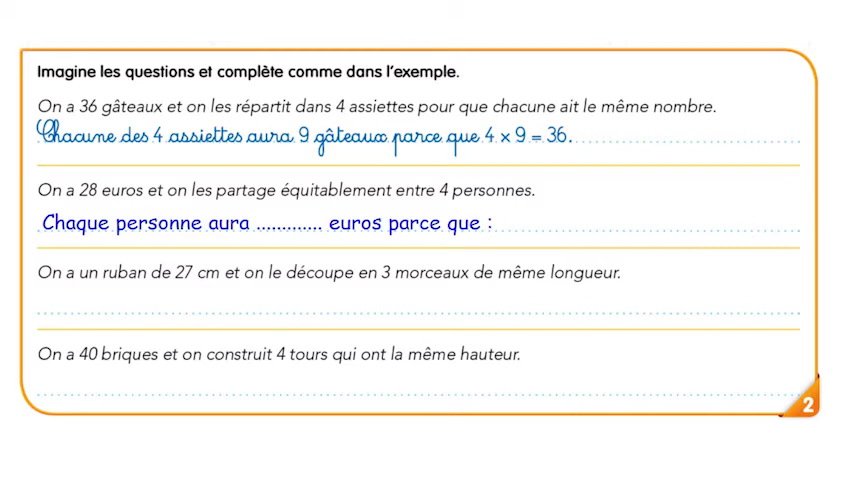 Imagine les questions et complète comme dans l'exemple.
On a 36 gâteaux et on les répartit dans 4 assiettes pour que chacune ait le même nombre.
Chacune des 4 assiettes aura 9 gâteaux parce que 4 × 9 = 36.
On a 28 euros et on les partage équitablement entre 4 personnes.
Chaque personne aura ............. euros parce que :
On a un ruban de 27 cm et on le découpe en 3 morceaux de même longueur.
On a 40 briques et on construit 4 tours qui ont la même hauteur.
2